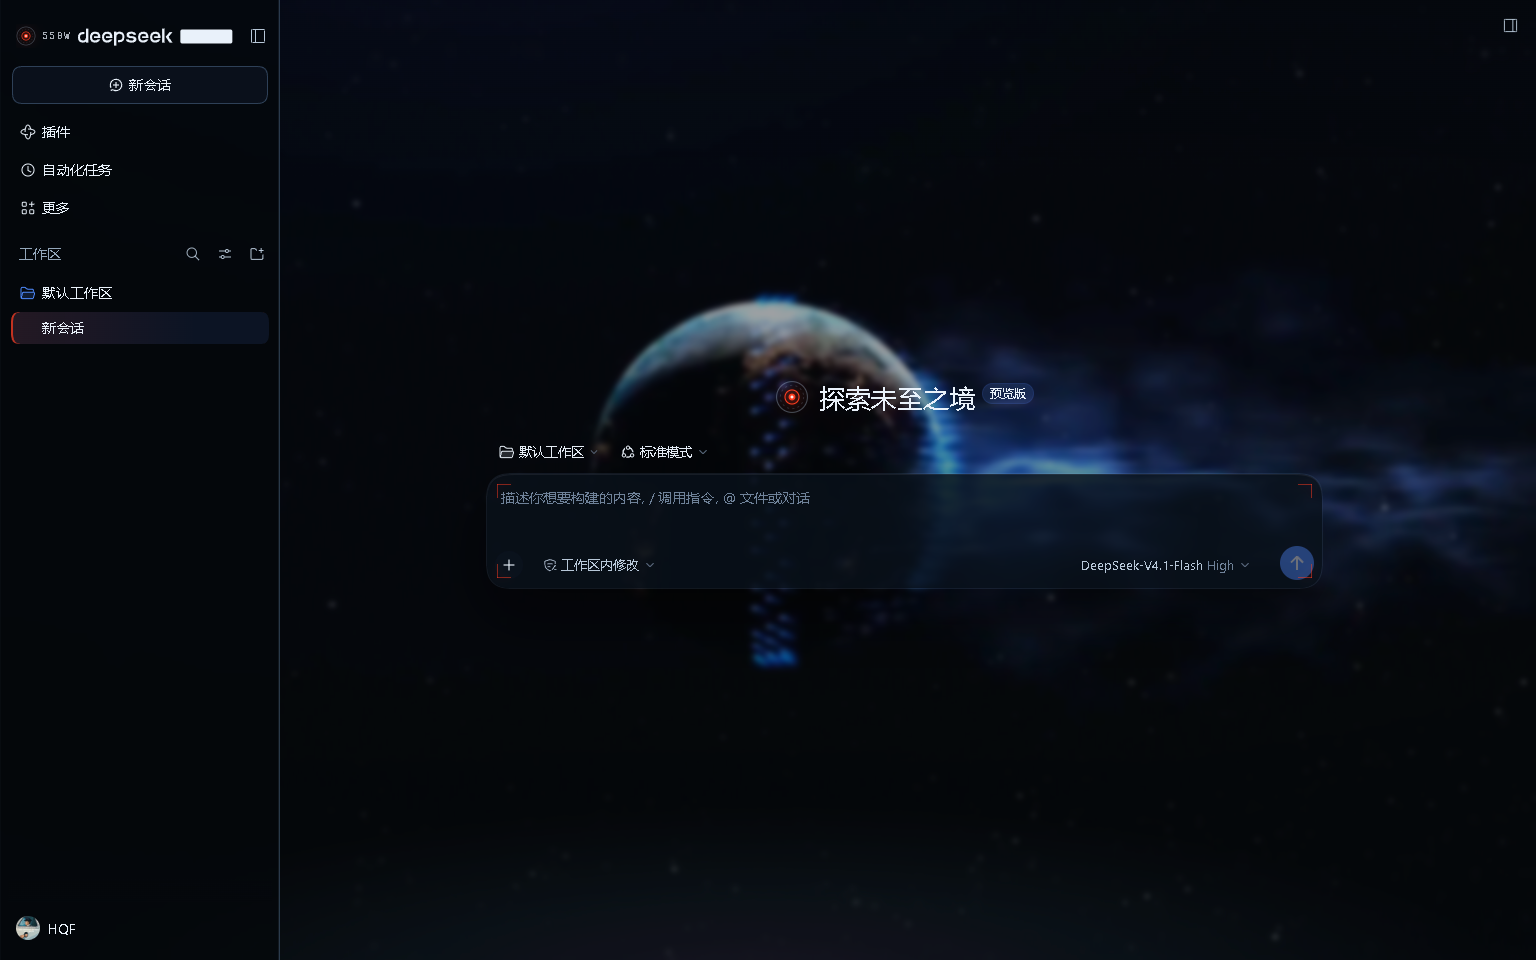 55BW deepseek
新会话
插件
自动化任务
更多
工作区
默认工作区
新会话
探索未至之境 预览版
默认工作区 标准模式
描述你想要构建的内容, / 调用指令, @ 文件或对话
工作区内修改 DeepSeek-V4.1-Flash High
HQF